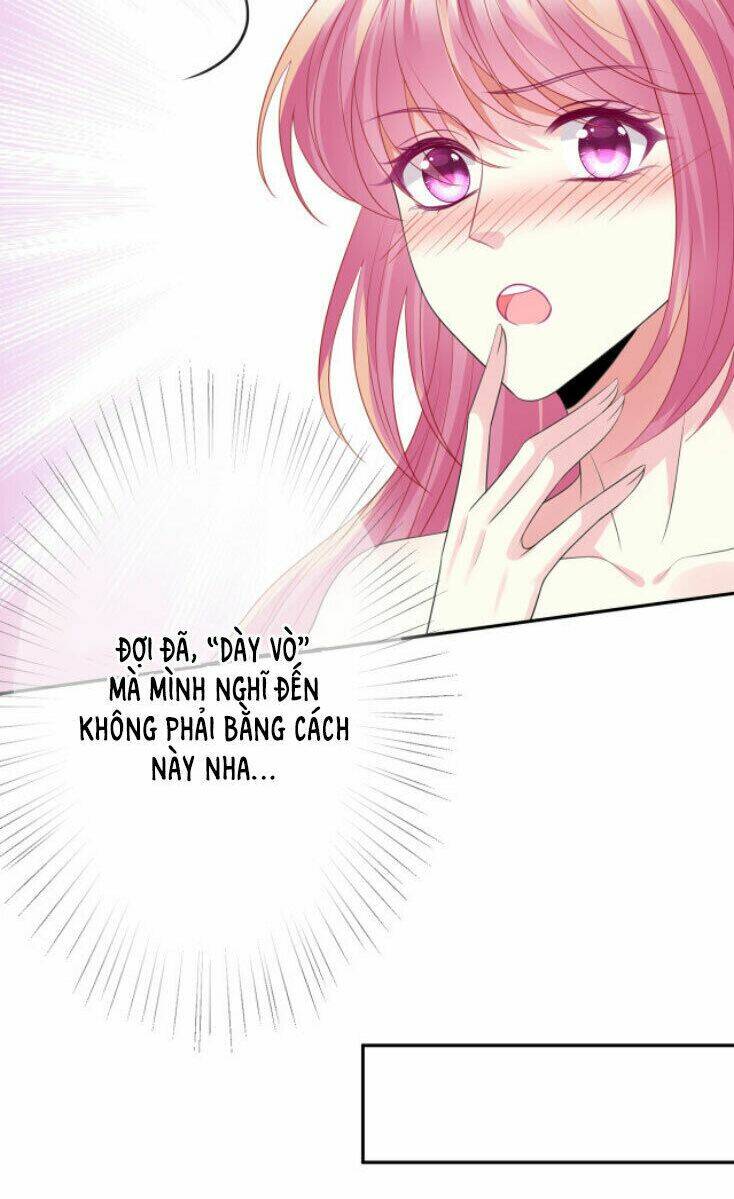 ĐỢI ĐÃ, “DÀY VÒ”
MÀ MÌNH NGHĨ ĐẾN
KHÔNG PHẢI BẰNG CÁCH
NÀY NHA...